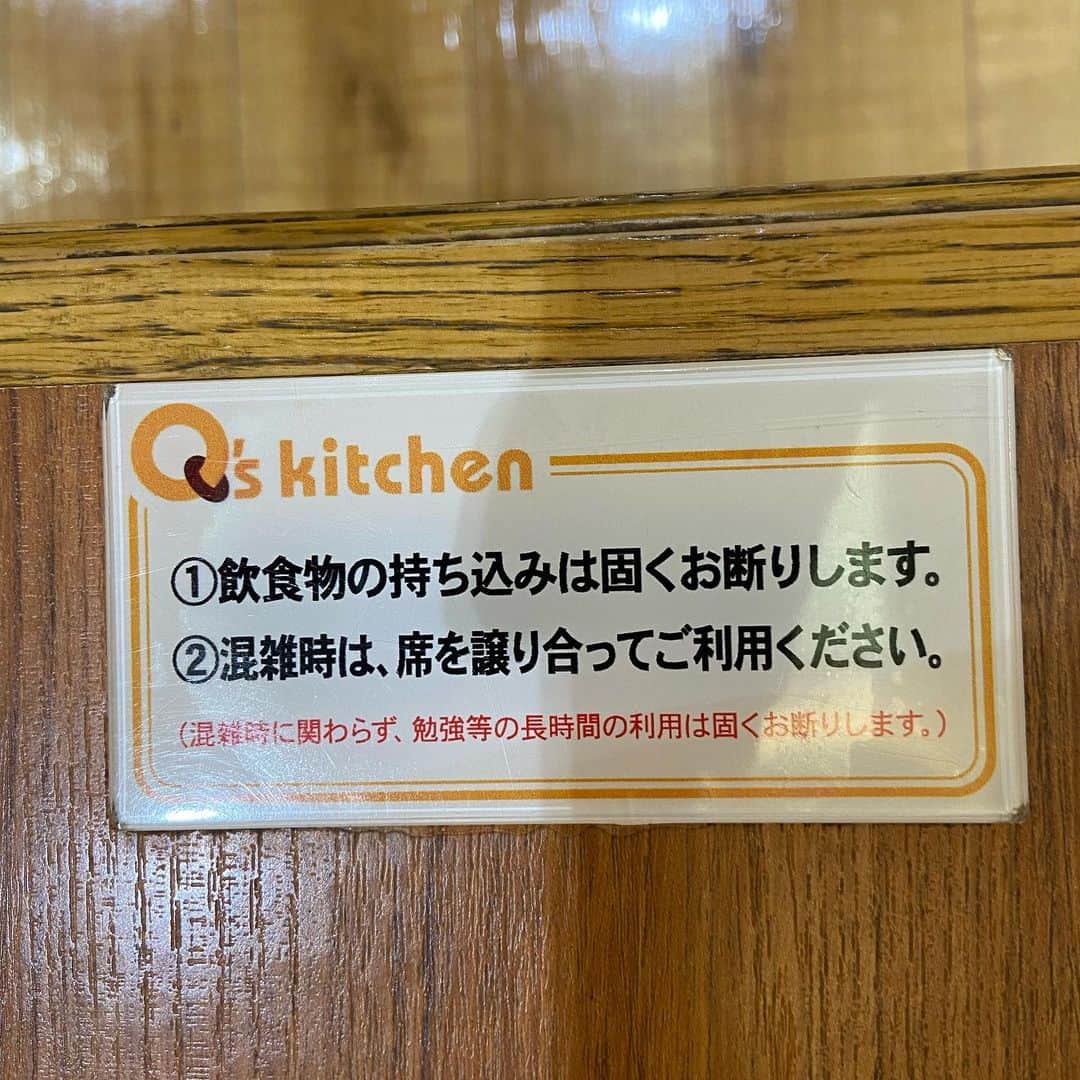 Q's kitchen
①飲食物の持ち込みは固くお断りします。
②混雑時は、席を譲り合ってご利用ください。
(混雑時に関わらず、勉強等の長時間の利用は固くお断りします。)